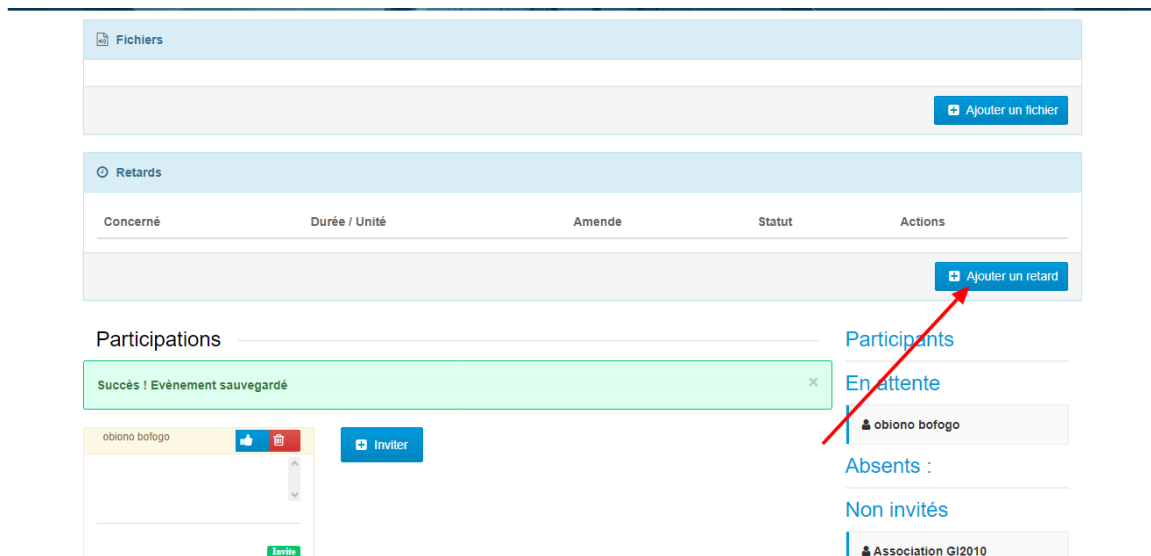 Fichiers
Ajouter un fichier
Retards
Concerné Durée / Unité Amende Statut Actions
Ajouter un retard
Participations
Succès ! Evènement sauvegardé ×
obiono bofogo
Inviter
Invite
Participants
En attente
obiono bofogo
Absents :
Non invités
Association GI2010